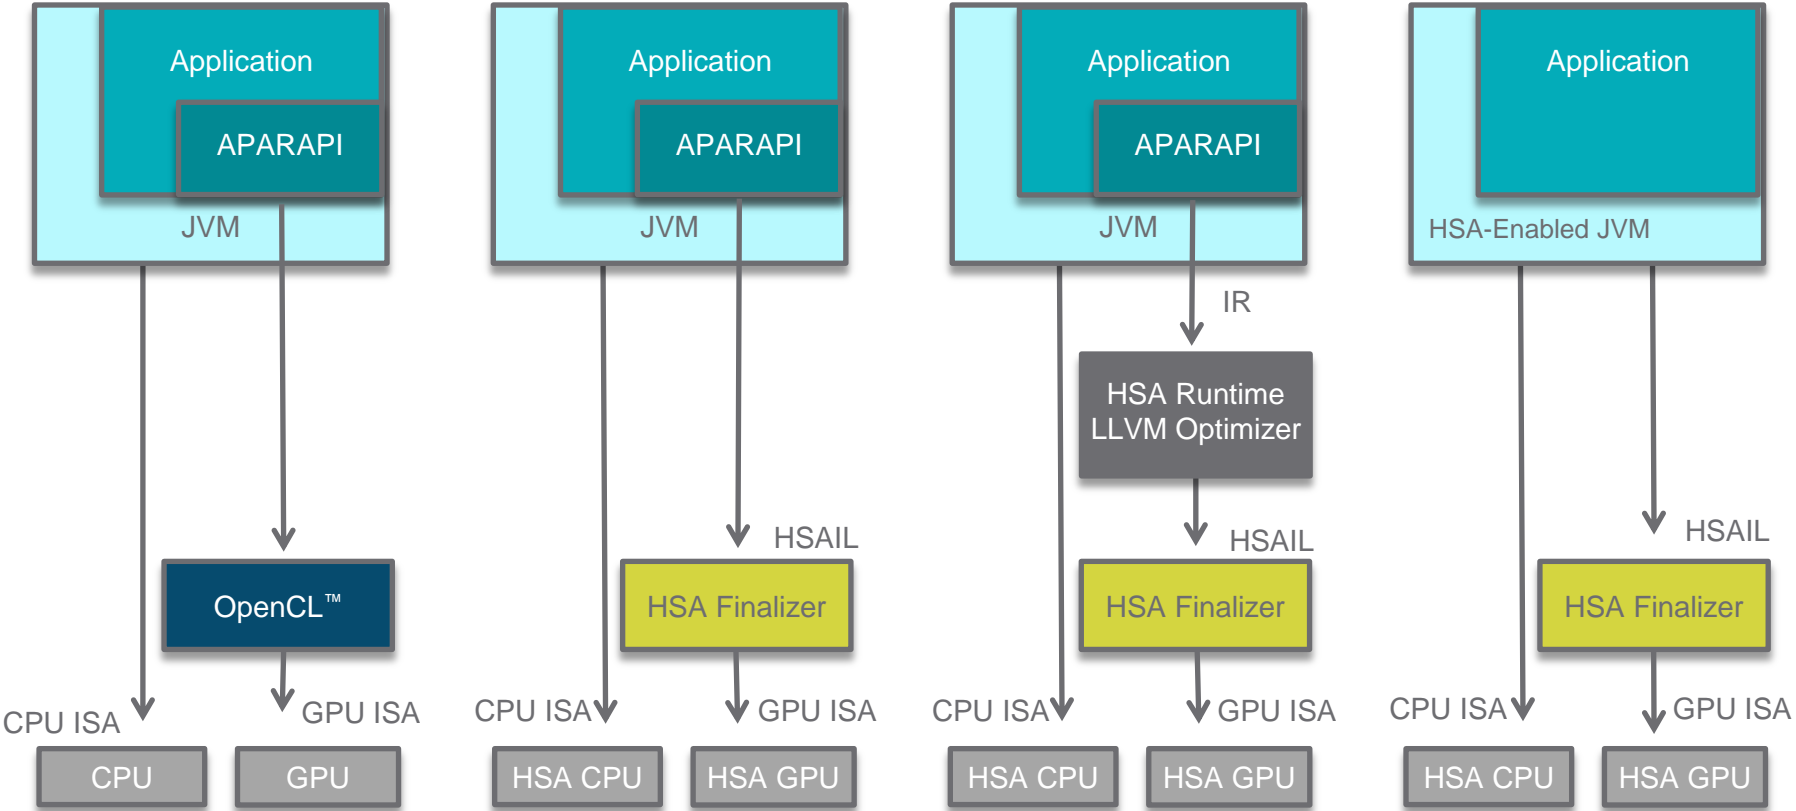 Application
APARAPI
JVM
OpenCL™
CPU ISA
GPU ISA
CPU
GPU
Application
APARAPI
JVM
HSAIL
HSA Finalizer
CPU ISA
GPU ISA
HSA CPU
HSA GPU
Application
APARAPI
JVM
IR
HSA Runtime
LLVM Optimizer
HSAIL
HSA Finalizer
CPU ISA
GPU ISA
HSA CPU
HSA GPU
Application
HSA-Enabled JVM
HSAIL
HSA Finalizer
CPU ISA
GPU ISA
HSA CPU
HSA GPU